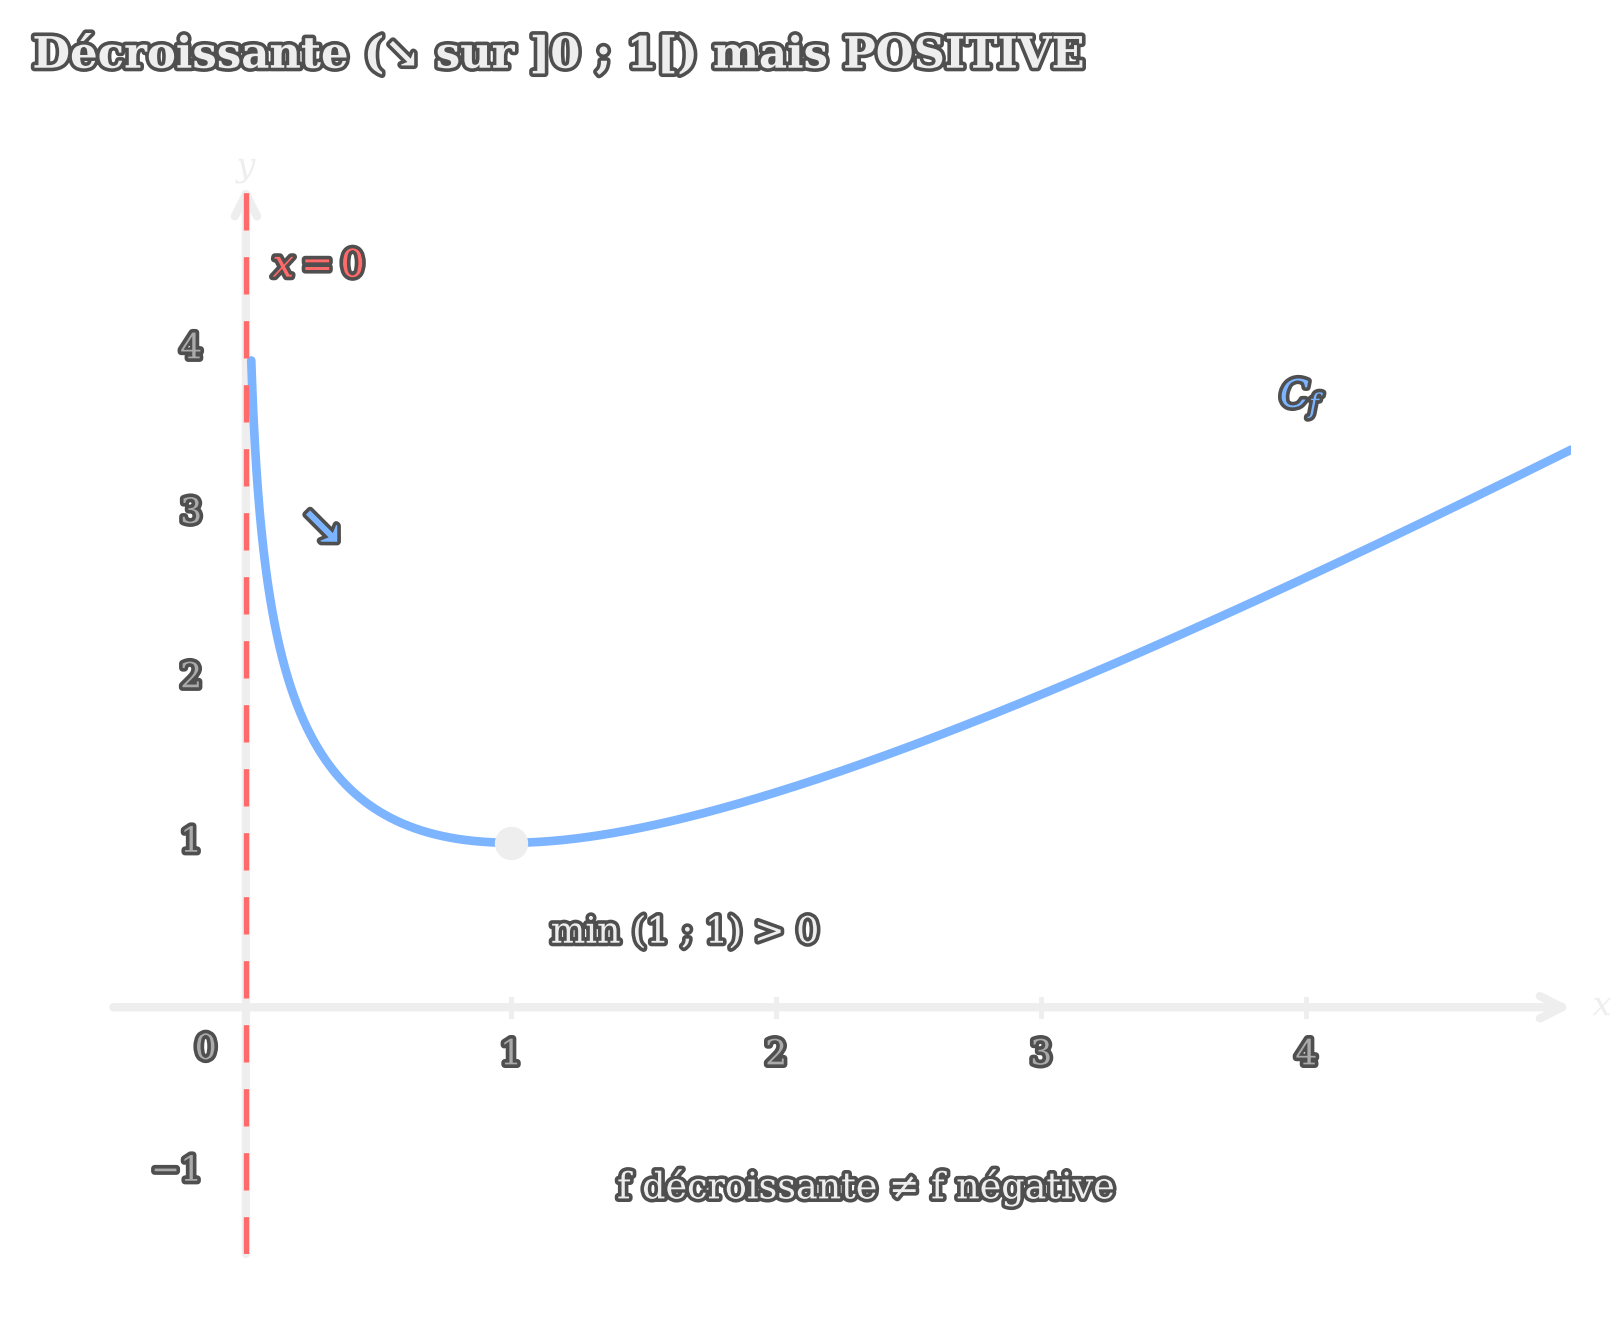 Décroissante (↘ sur ]0 ; 1[) mais POSITIVE
y
x = 0
4
C_f
3
↘
2
1
min (1 ; 1) > 0
x
0
1
2
3
4
−1
f décroissante ≠ f négative